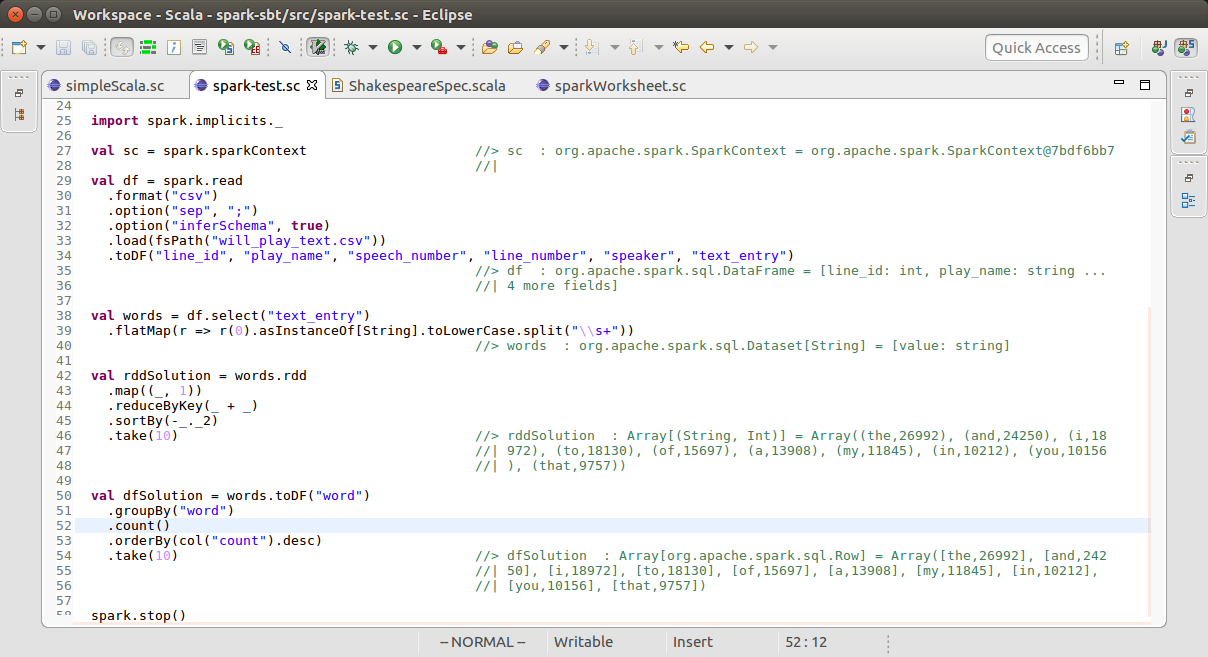 Workspace - Scala - spark-sbt/src/spark-test.sc - Eclipse
Quick Access
simpleScala.sc spark-test.sc ShakespeareSpec.scala sparkWorksheet.sc
24
25 import spark.implicits._
26
27 val sc = spark.sparkContext //> sc  : org.apache.spark.SparkContext = org.apache.spark.SparkContext@7bdf6bb7
28 //|
29 val df = spark.read
30   .format("csv")
31   .option("sep", ";")
32   .option("inferSchema", true)
33   .load(fsPath("will_play_text.csv"))
34   .toDF("line_id", "play_name", "speech_number", "line_number", "speaker", "text_entry")
35 //> df  : org.apache.spark.sql.DataFrame = [line_id: int, play_name: string ...
36 //| 4 more fields]
37
38 val words = df.select("text_entry")
39   .flatMap(r => r(0).asInstanceOf[String].toLowerCase.split("\\s+"))
40 //> words  : org.apache.spark.sql.Dataset[String] = [value: string]
41
42 val rddSolution = words.rdd
43   .map((_, 1))
44   .reduceByKey(_ + _)
45   .sortBy(-_._2)
46   .take(10) //> rddSolution  : Array[(String, Int)] = Array((the,26992), (and,24250), (i,18
47 //| 972), (to,18130), (of,15697), (a,13908), (my,11845), (in,10212), (you,10156
48 //| ), (that,9757))
49
50 val dfSolution = words.toDF("word")
51   .groupBy("word")
52   .count()
53   .orderBy(col("count").desc)
54   .take(10) //> dfSolution  : Array[org.apache.spark.sql.Row] = Array([the,26992], [and,242
55 //| 50], [i,18972], [to,18130], [of,15697], [a,13908], [my,11845], [in,10212],
56 //| [you,10156], [that,9757])
57
58 spark.stop()
-- NORMAL -- Writable Insert 52 : 12